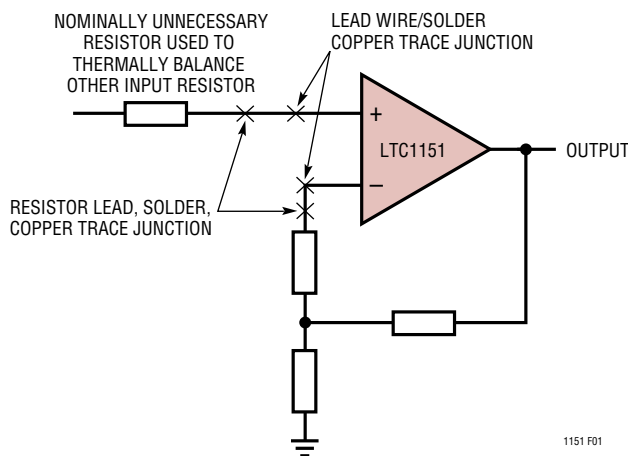 NOMINALLY UNNECESSARY
RESISTOR USED TO
THERMALLY BALANCE
OTHER INPUT RESISTOR
LEAD WIRE/SOLDER
COPPER TRACE JUNCTION
+
LTC1151
–
OUTPUT
RESISTOR LEAD, SOLDER,
COPPER TRACE JUNCTION
1151 F01